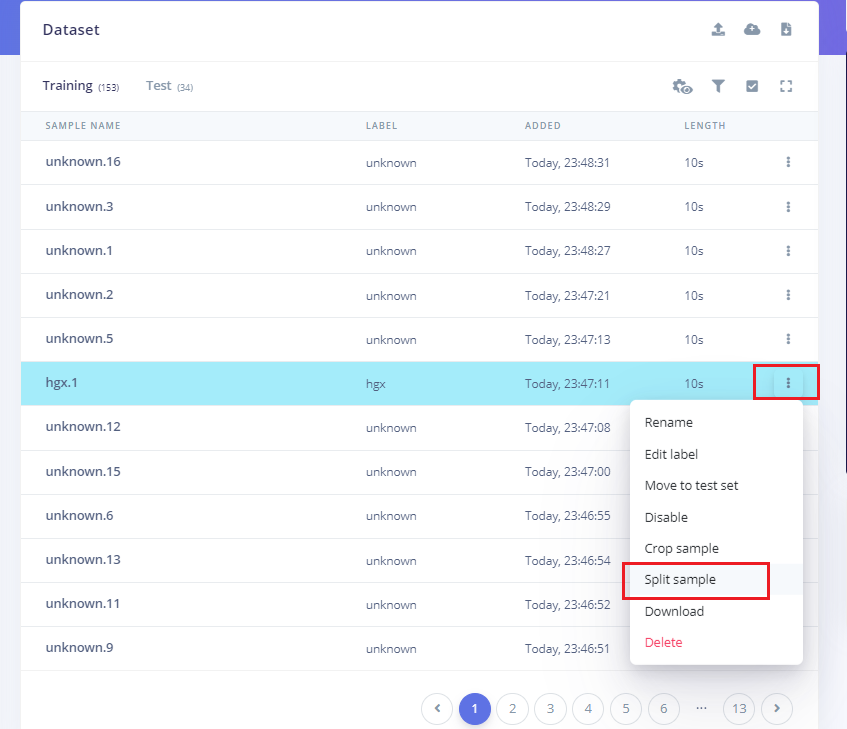 Dataset
Training (153) Test (34)
SAMPLE NAME LABEL ADDED LENGTH
unknown.16 unknown Today, 23:48:31 10s
unknown.3 unknown Today, 23:48:29 10s
unknown.1 unknown Today, 23:48:27 10s
unknown.2 unknown Today, 23:47:21 10s
unknown.5 unknown Today, 23:47:13 10s
hgx.1 hgx Today, 23:47:11 10s
unknown.12 unknown Today, 23:47:08
unknown.15 unknown Today, 23:47:00
unknown.6 unknown Today, 23:46:55
unknown.13 unknown Today, 23:46:54
unknown.11 unknown Today, 23:46:52
unknown.9 unknown Today, 23:46:51
Rename
Edit label
Move to test set
Disable
Crop sample
Split sample
Download
Delete
1 2 3 4 5 6 ... 13